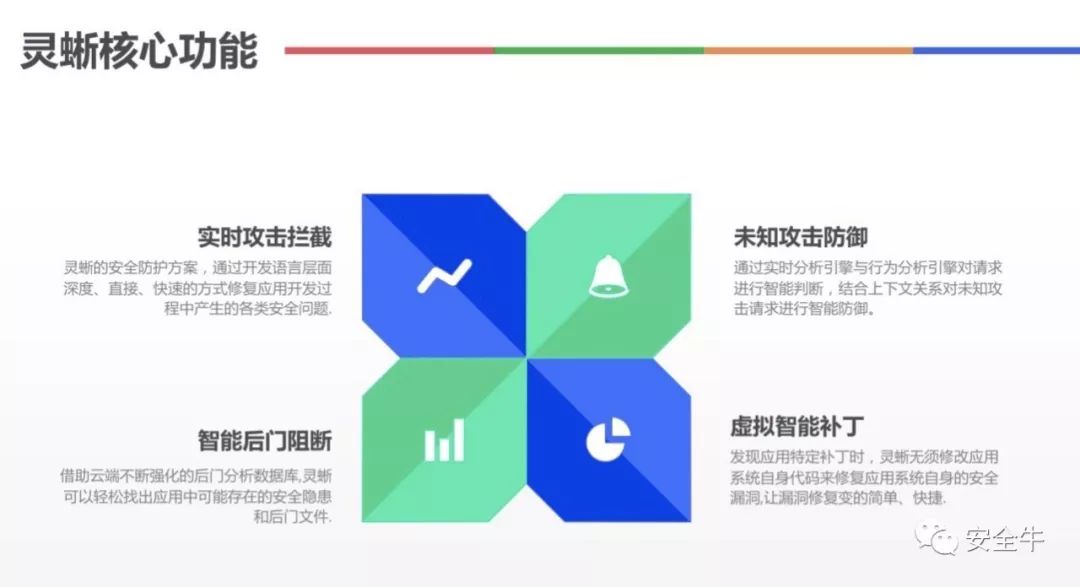 灵蜥核心功能
实时攻击拦截
灵蜥的安全防护方案，通过开发语言层面
深度、直接、快速的方式修复应用开发过
程中产生的各类安全问题.
未知攻击防御
通过实时分析引擎与行为分析引擎对请求
进行智能判断，结合上下文关系对未知攻
击请求进行智能防御。
智能后门阻断
借助云端不断强化的后门分析数据库,灵蜥
可以轻松找出应用中可能存在的安全隐患
和后门文件.
虚拟智能补丁
发现应用特定补丁时，灵蜥无须修改应用
系统自身代码来修复应用系统自身的安全
漏洞,让漏洞修复变的简单、快捷.
安全牛